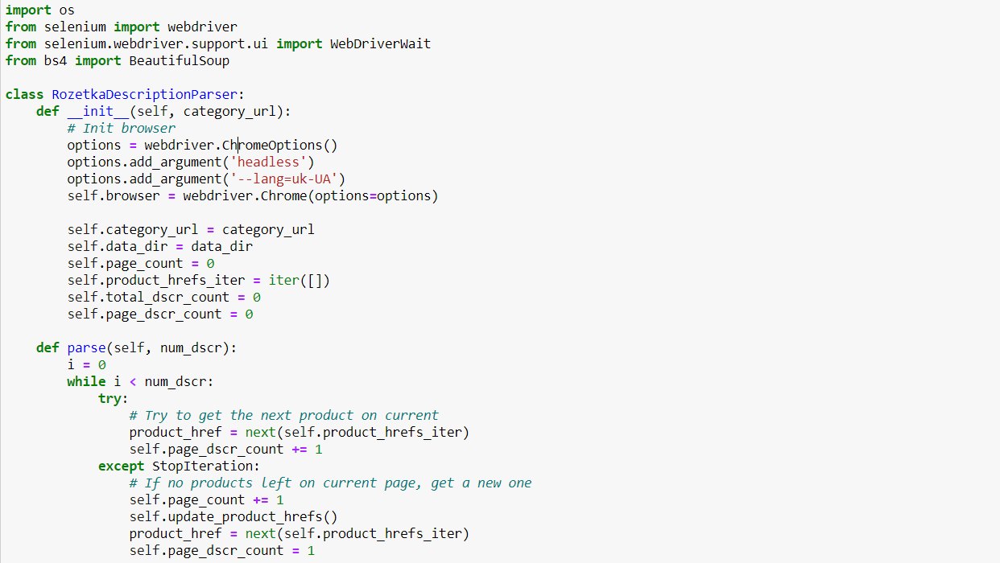 import os
from selenium import webdriver
from selenium.webdriver.support.ui import WebDriverWait
from bs4 import BeautifulSoup

class RozetkaDescriptionParser:
    def __init__(self, category_url):
        # Init browser
        options = webdriver.ChromeOptions()
        options.add_argument('headless')
        options.add_argument('--lang=uk-UA')
        self.browser = webdriver.Chrome(options=options)

        self.category_url = category_url
        self.data_dir = data_dir
        self.page_count = 0
        self.product_hrefs_iter = iter([])
        self.total_dscr_count = 0
        self.page_dscr_count = 0

    def parse(self, num_dscr):
        i = 0
        while i < num_dscr:
            try:
                # Try to get the next product on current
                product_href = next(self.product_hrefs_iter)
                self.page_dscr_count += 1
            except StopIteration:
                # If no products left on current page, get a new one
                self.page_count += 1
                self.update_product_hrefs()
                product_href = next(self.product_hrefs_iter)
                self.page_dscr_count = 1